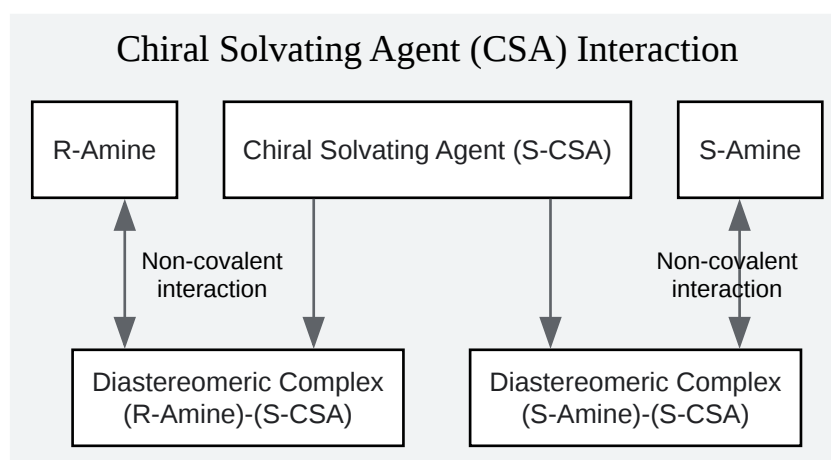 Chiral Solvating Agent (CSA) Interaction
R-Amine
Chiral Solvating Agent (S-CSA)
S-Amine
Non-covalent
interaction
Non-covalent
interaction
Diastereomeric Complex
(R-Amine)-(S-CSA)
Diastereomeric Complex
(S-Amine)-(S-CSA)